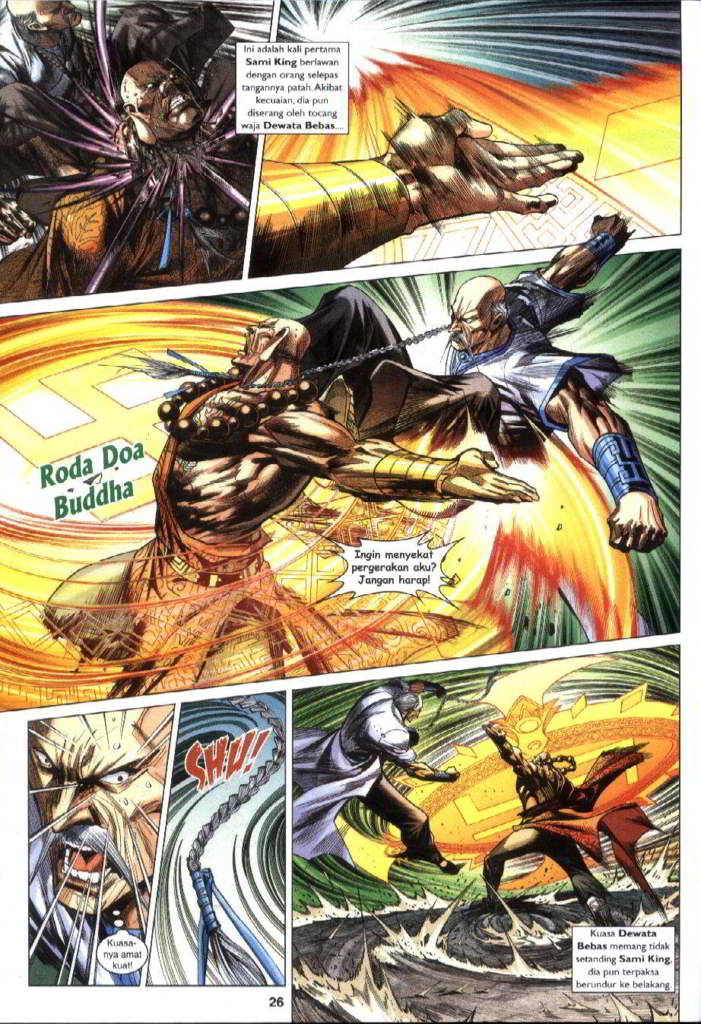 Ini adalah kali pertama
Sami King berlawan
dengan orang selepas
tangannya patah. Akibat
kecuaian, dia pun
diserang oleh tocang
waja Dewata Bebas....
Roda Doa
Buddha
Ingin menyekat
pergerakan aku?
Jangan harap!
Kuasa-
nya amat
kuat!
SHU!
Kuasa Dewata
Bebas memang tidak
setanding Sami King,
dia pun terpaksa
berundur ke belakang.
26